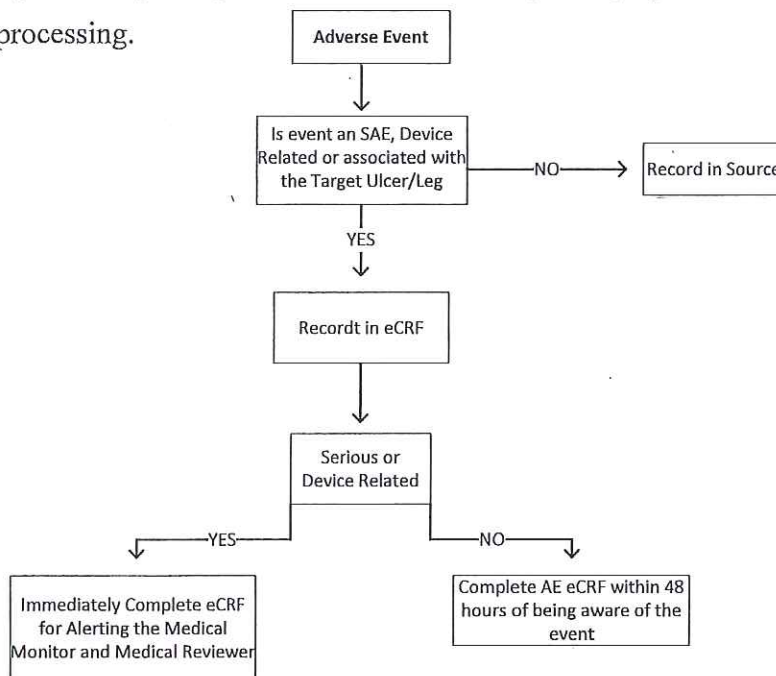 processing.
Adverse Event
Is event an SAE, Device
Related or associated with
the Target Ulcer/Leg
NO
Record in Source
YES
Recordt in eCRF
Serious or
Device Related
YES
NO
Immediately Complete eCRF
for Alerting the Medical
Monitor and Medical Reviewer
Complete AE eCRF within 48
hours of being aware of the
event